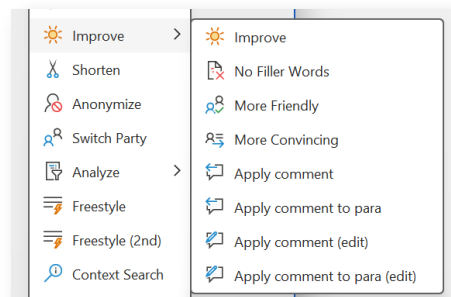 Improve
Shorten
Anonymize
Switch Party
Analyze
Freestyle
Freestyle (2nd)
Context Search
Improve
No Filler Words
More Friendly
More Convincing
Apply comment
Apply comment to para
Apply comment (edit)
Apply comment to para (edit)